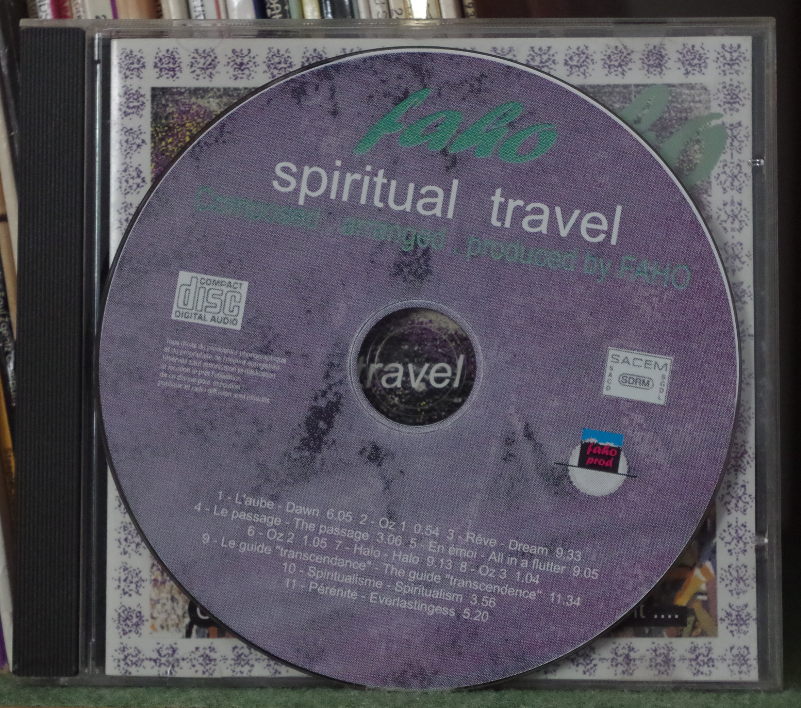 faho
spiritual travel
Composed, arranged, produced by FAHO
COMPACT
disc
DIGITAL AUDIO
ravel
SACEM
SACD
SDRM
SGDL
faho
prod
1 - L'aube - Dawn 6.05 2 - Oz 1 0.54 3 - Rêve - Dream 9.33
4 - Le passage - The passage 3.06 5 - En émoi - All in a flutter 9.05
6 - Oz 2 1.05 7 - Halo - Halo 9.13 8 - Oz 3 1.04
9 - Le guide "transcendance" - The guide "transcendence" 11.34
10 - Spiritualisme - Spiritualism 3.56
11 - Pérenité - Everlastingess 5.20